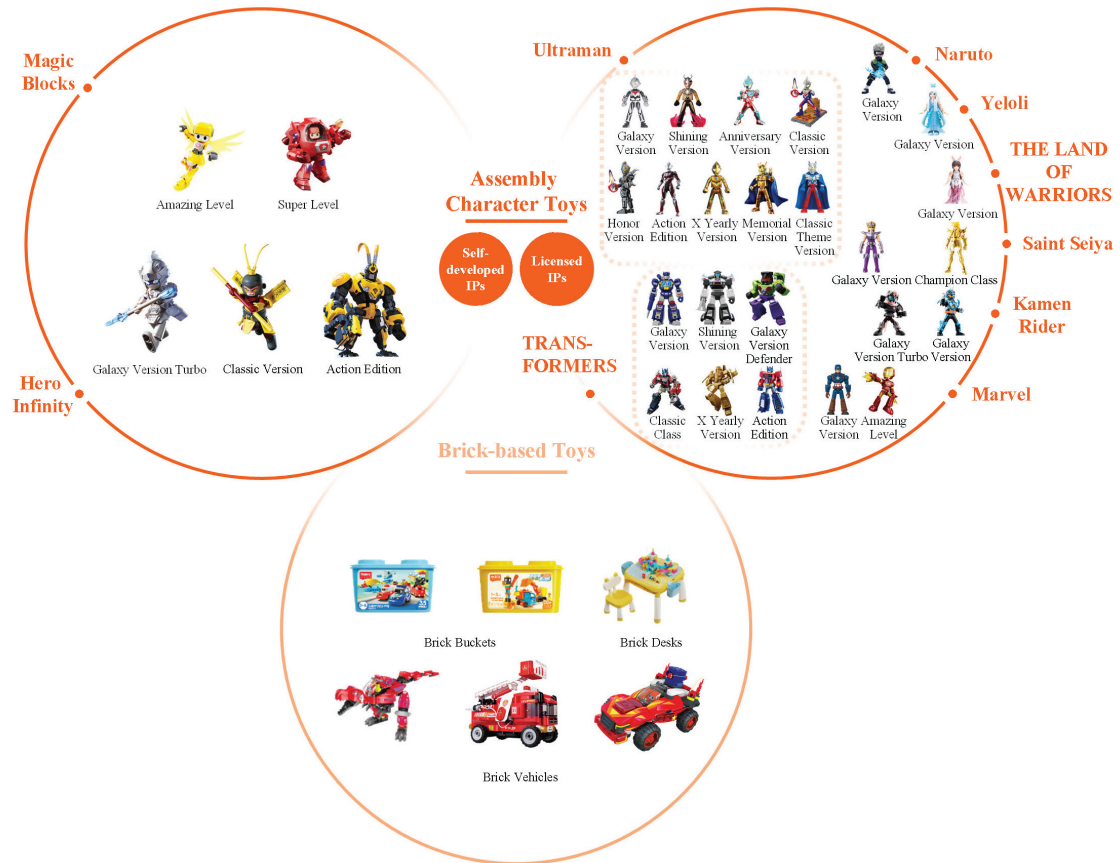 Magic
Blocks
Amazing Level
Super Level
Galaxy Version Turbo
Classic Version
Action Edition
Hero
Infinity
Assembly
Character Toys
Self-
developed
IPs
Licensed
IPs
Ultraman
Galaxy
Version
Shining
Version
Anniversary
Version
Classic
Version
Honor
Version
Action
Edition
X Yearly
Version
Memorial
Version
Classic
Theme
Version
TRANS-
FORMERS
Galaxy
Version
Shining
Version
Galaxy
Version
Defender
Classic
Class
X Yearly
Version
Action
Edition
Naruto
Galaxy
Version
Yeloli
Galaxy Version
THE LAND
OF
WARRIORS
Galaxy Version
Saint Seiya
Galaxy Version
Champion Class
Kamen
Rider
Galaxy
Version Turbo
Galaxy
Version
Marvel
Galaxy
Version
Amazing
Level
Brick-based Toys
Brick Buckets
Brick Desks
Brick Vehicles